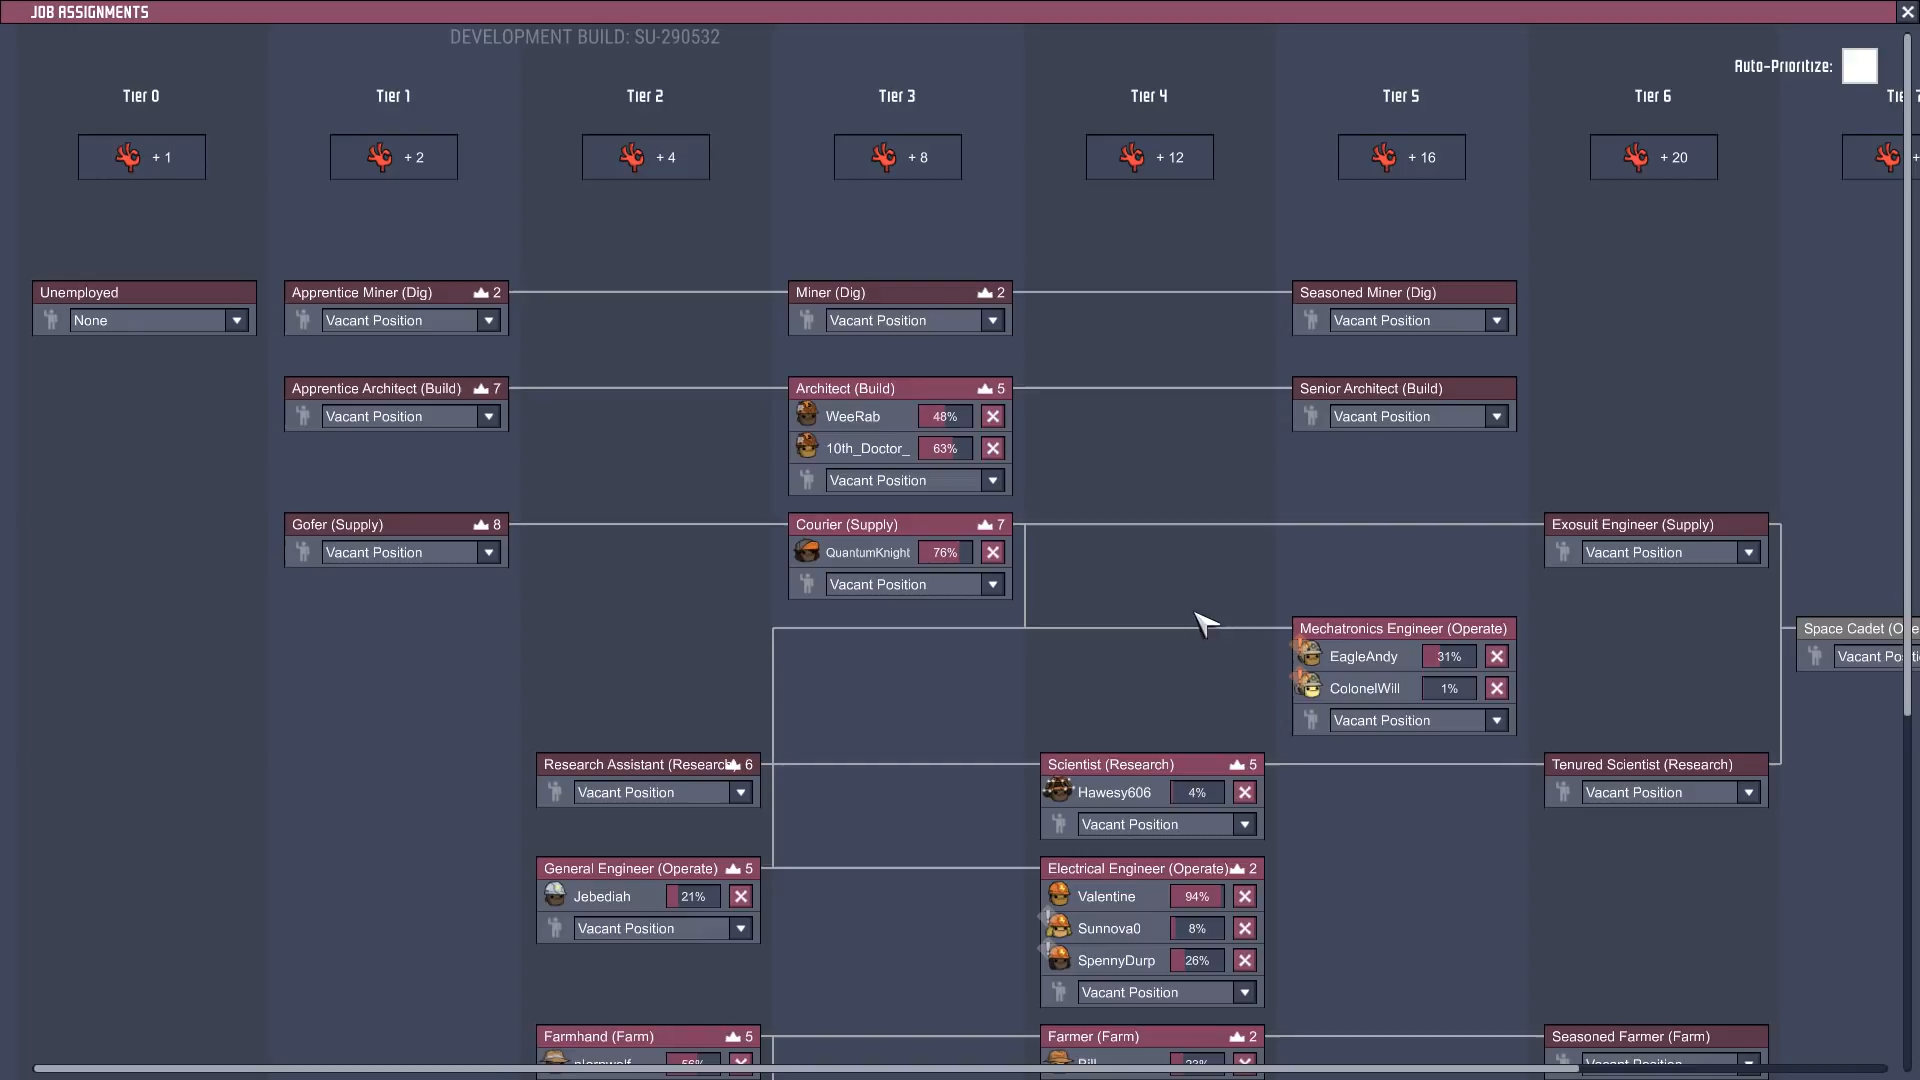 JOB ASSIGNMENTS
DEVELOPMENT BUILD: SU-290532
Auto-Prioritize:
Tier 0
Tier 1
Tier 2
Tier 3
Tier 4
Tier 5
Tier 6
+ 1
+ 2
+ 4
+ 8
+ 12
+ 16
+ 20
Unemployed
None
Apprentice Miner (Dig) 2
Vacant Position
Miner (Dig) 2
Vacant Position
Seasoned Miner (Dig)
Vacant Position
Apprentice Architect (Build) 7
Vacant Position
Architect (Build) 5
WeeRab 48%
10th_Doctor_ 63%
Vacant Position
Senior Architect (Build)
Vacant Position
Gofer (Supply) 8
Vacant Position
Courier (Supply) 7
QuantumKnight 76%
Vacant Position
Exosuit Engineer (Supply)
Vacant Position
Mechatronics Engineer (Operate)
EagleAndy 31%
ColonelWill 1%
Vacant Position
Space Cadet
Vacant
Research Assistant (Research 6
Vacant Position
Scientist (Research) 5
Hawesy606 4%
Vacant Position
Tenured Scientist (Research)
Vacant Position
General Engineer (Operate) 5
Jebediah 21%
Vacant Position
Electrical Engineer (Operate) 2
Valentine 94%
Sunnova0 8%
SpennyDurp 26%
Vacant Position
Farmhand (Farm) 5
56%
Farmer (Farm) 2
Bill
Seasoned Farmer (Farm)
Vacant Position